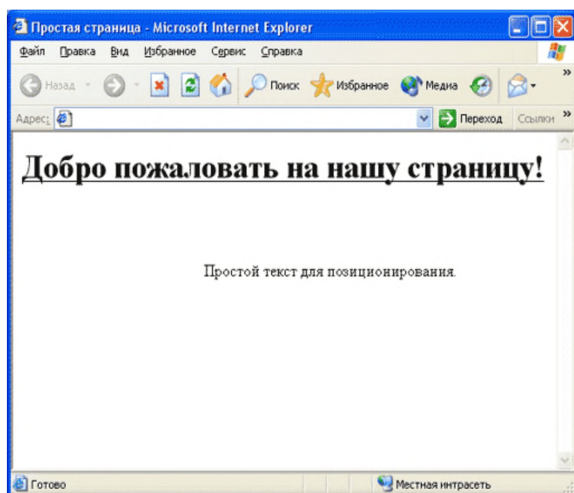 Простая страница - Microsoft Internet Explorer
Файл Правка Вид Избранное Сервис Справка
Назад Поиск Избранное Медиа »
Адрес: Переход Ссылки »
Добро пожаловать на нашу страницу!
Простой текст для позиционирования.
Готово Местная интрасеть